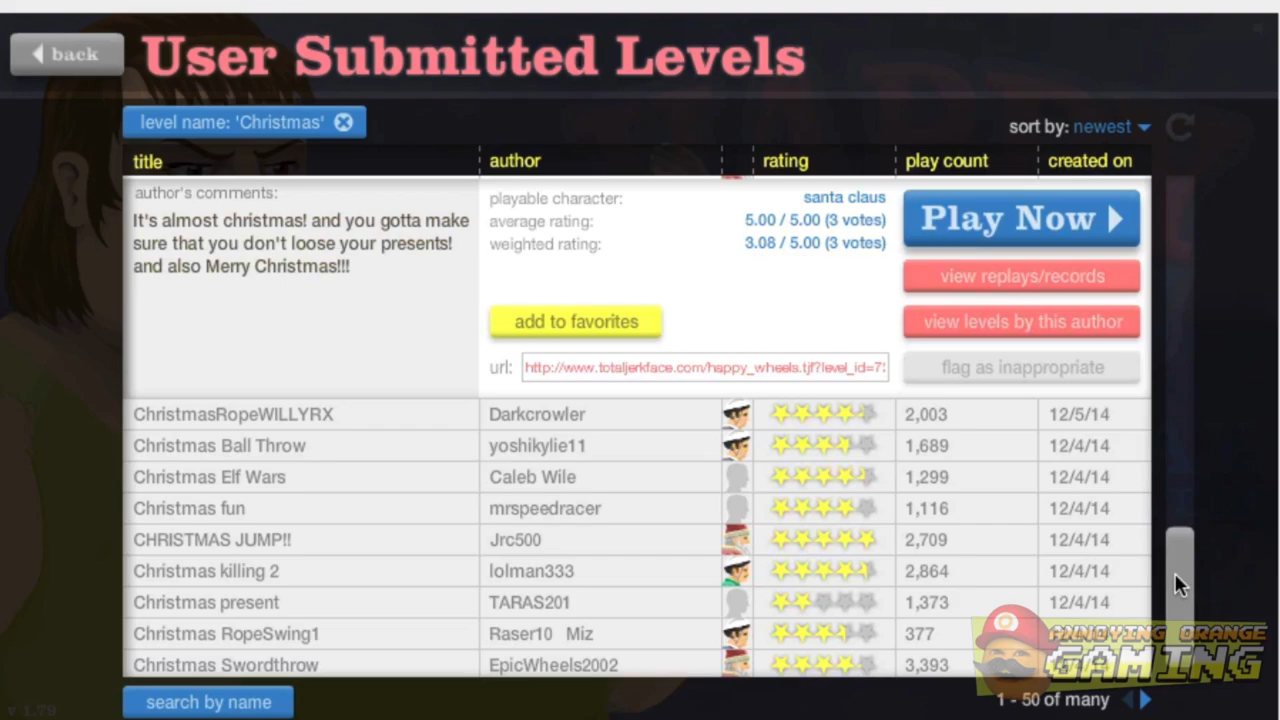 back
User Submitted Levels
level name: 'Christmas'
sort by: newest
title author rating play count created on
author's comments:
It's almost christmas! and you gotta make
sure that you don't loose your presents!
and also Merry Christmas!!!
playable character: santa claus
average rating: 5.00 / 5.00 (3 votes)
weighted rating: 3.08 / 5.00 (3 votes)
add to favorites
url: http://www.totaljerkface.com/happy_wheels.tjf?level_id=7
Play Now
view replays/records
view levels by this author
flag as inappropriate
ChristmasRopeWILLYRX Darkcrowler 2,003 12/5/14
Christmas Ball Throw yoshikylie11 1,689 12/4/14
Christmas Elf Wars Caleb Wile 1,299 12/4/14
Christmas fun mrspeedracer 1,116 12/4/14
CHRISTMAS JUMP!! Jrc500 2,709 12/4/14
Christmas killing 2 lolman333 2,864 12/4/14
Christmas present TARAS201 1,373 12/4/14
Christmas RopeSwing1 Raser10 Miz 377
Christmas Swordthrow EpicWheels2002 3,393
ANNOYING ORANGE
GAMING
search by name
1 - 50 of many
v 1.79